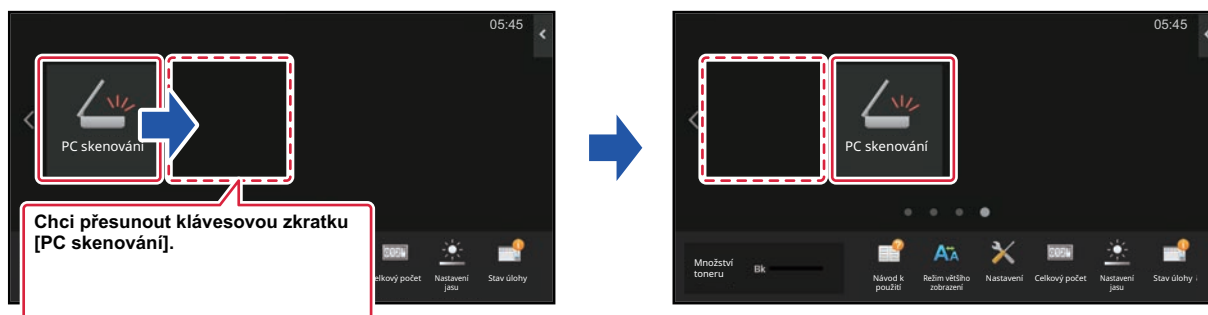 05:45
PC skenování
Chci přesunout klávesovou zkratku
[PC skenování].
elkový počet
Nastavení
jasu
Stav úlohy
05:45
PC skenování
Množství
toneru
Bk
Návod k
použití
Režim většího
zobrazení
Nastavení
Celkový počet
Nastavení
jasu
Stav úlohy